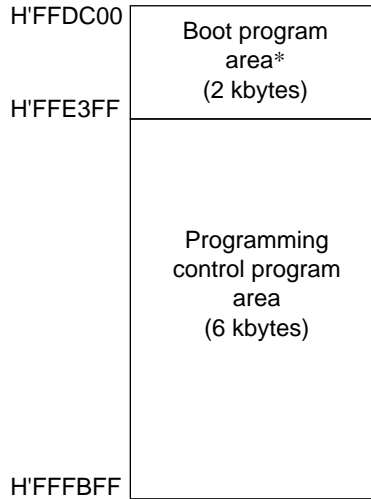 H'FFDC00
Boot program
area*
(2 kbytes)
H'FFE3FF
Programming
control program
area
(6 kbytes)
H'FFFBFF